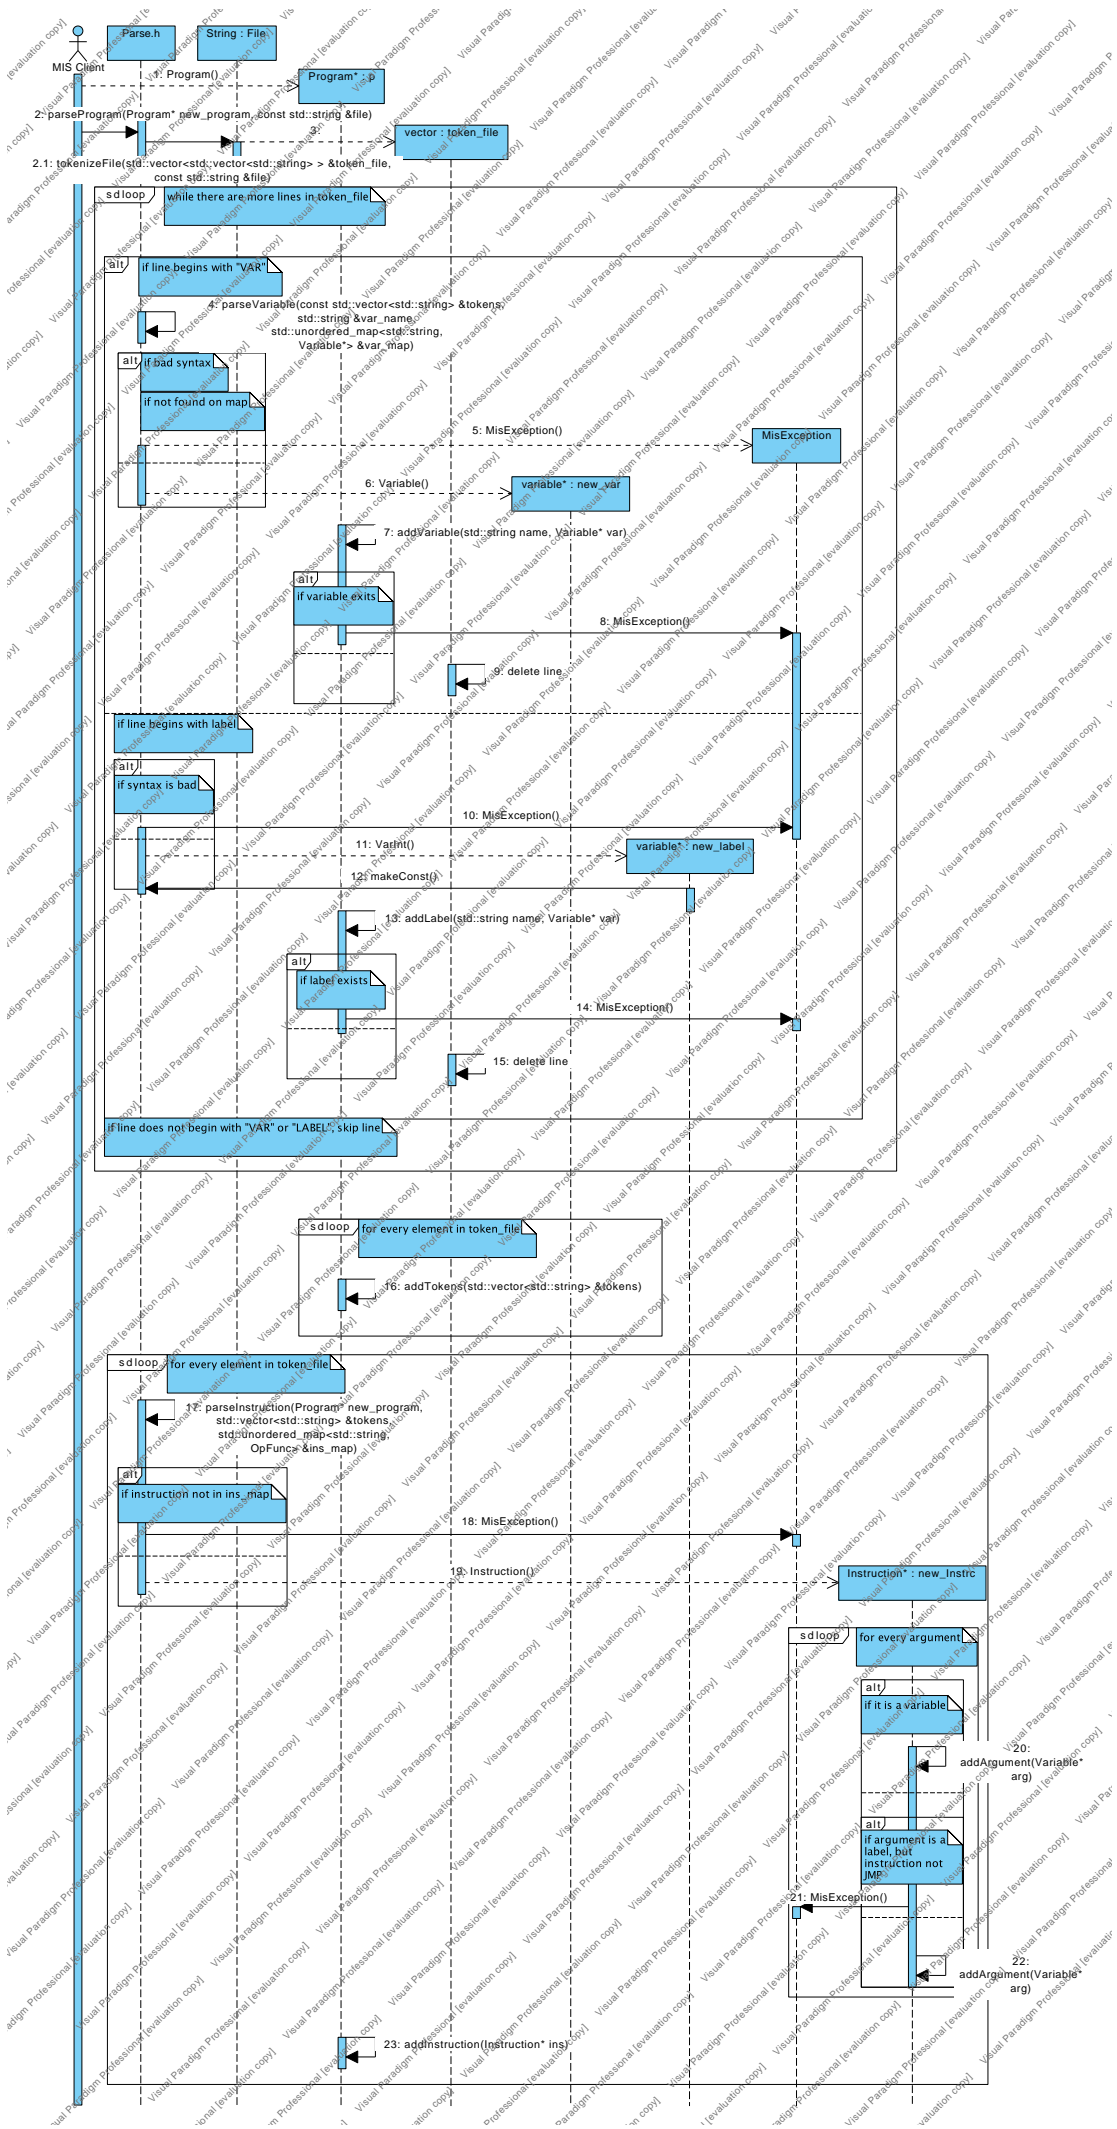 MIS Client
Parse.h
String : File
1: Program()
Program* : p
2: parseProgram(Program* new_program, const std::string &file)
3:
vector : token_file
2.1: tokenizeFile(std::vector<std::vector<std::string> > &token_file,
const std::string &file)
sdloop
while there are more lines in token_file
alt
if line begins with "VAR"
4: parseVariable(const std::vector<std::string> &tokens,
std::string &var_name,
std::unordered_map<std::string,
Variable*> &var_map)
alt
if bad syntax
if not found on map
5: MisException()
MisException
6: Variable()
variable* : new_var
7: addVariable(std::string name, Variable* var)
alt
if variable exits
8: MisException()
9: delete line
if line begins with label
alt
if syntax is bad
10: MisException()
11: VarInt()
variable* : new_label
12: makeConst()
13: addLabel(std::string name, Variable* var)
alt
if label exists
14: MisException()
15: delete line
if line does not begin with "VAR" or "LABEL", skip line
sdloop
for every element in token_file
16: addTokens(std::vector<std::string> &tokens)
sdloop
for every element in token_file
17: parseInstruction(Program* new_program,
std::vector<std::string> &tokens,
std::unordered_map<std::string,
OpFunc> &ins_map)
alt
if instruction not in ins_map
18: MisException()
19: Instruction()
Instruction* : new_Instrc
sdloop
for every argument
alt
if it is a variable
20:
addArgument(Variable*
arg)
alt
if argument is a
label, but
instruction not
JMP
21: MisException()
22:
addArgument(Variable*
arg)
23: addInstruction(Instruction* ins)
Visual Paradigm Professional [evaluation copy]